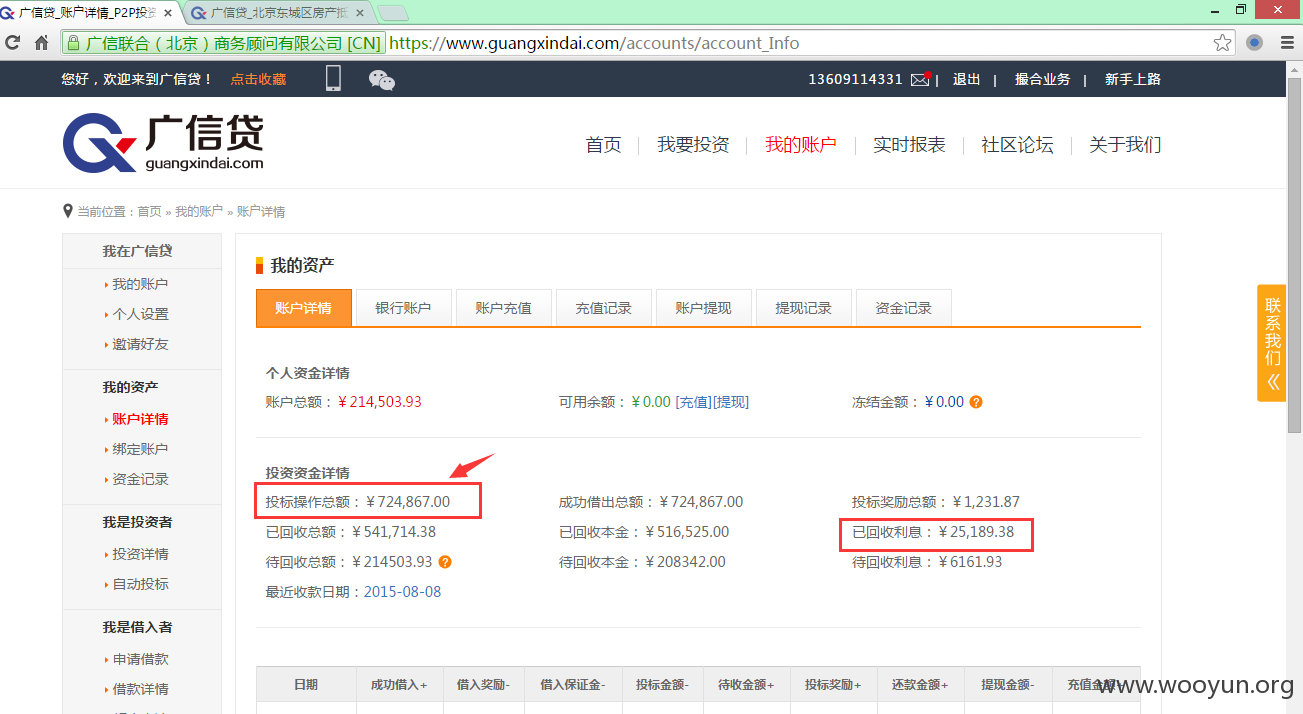 广信贷_账户详情_P2P投资 广信贷_北京东城区房产抵
广信联合（北京）商务顾问有限公司 [CN] https://www.guangxindai.com/accounts/account_Info
您好，欢迎来到广信贷！ 点击收藏 13609114331 | 退出 | 撮合业务 | 新手上路
广信贷
guangxindai.com
首页 我要投资 我的账户 实时报表 社区论坛 关于我们
当前位置：首页 » 我的账户 » 账户详情
我在广信贷
我的账户
个人设置
邀请好友
我的资产
账户详情
绑定账户
资金记录
我是投资者
投资详情
自动投标
我是借入者
申请借款
借款详情
我的资产
账户详情 银行账户 账户充值 充值记录 账户提现 提现记录 资金记录
个人资金详情
账户总额：￥214,503.93 可用余额：￥0.00 [充值][提现] 冻结金额：￥0.00 ?
投资资金详情
投标操作总额：￥724,867.00 成功借出总额：￥724,867.00 投标奖励总额：￥1,231.87
已回收总额：￥541,714.38 已回收本金：￥516,525.00 已回收利息：￥25,189.38
待回收总额：￥214503.93 ? 待回收本金：￥208342.00 待回收利息：￥6161.93
最近收款日期：2015-08-08
日期 成功借入+ 借入奖励- 借入保证金- 投标金额- 待收金额+ 投标奖励+ 还款金额- 提现金额- 充值金额+
联系我们
www.wooyun.org